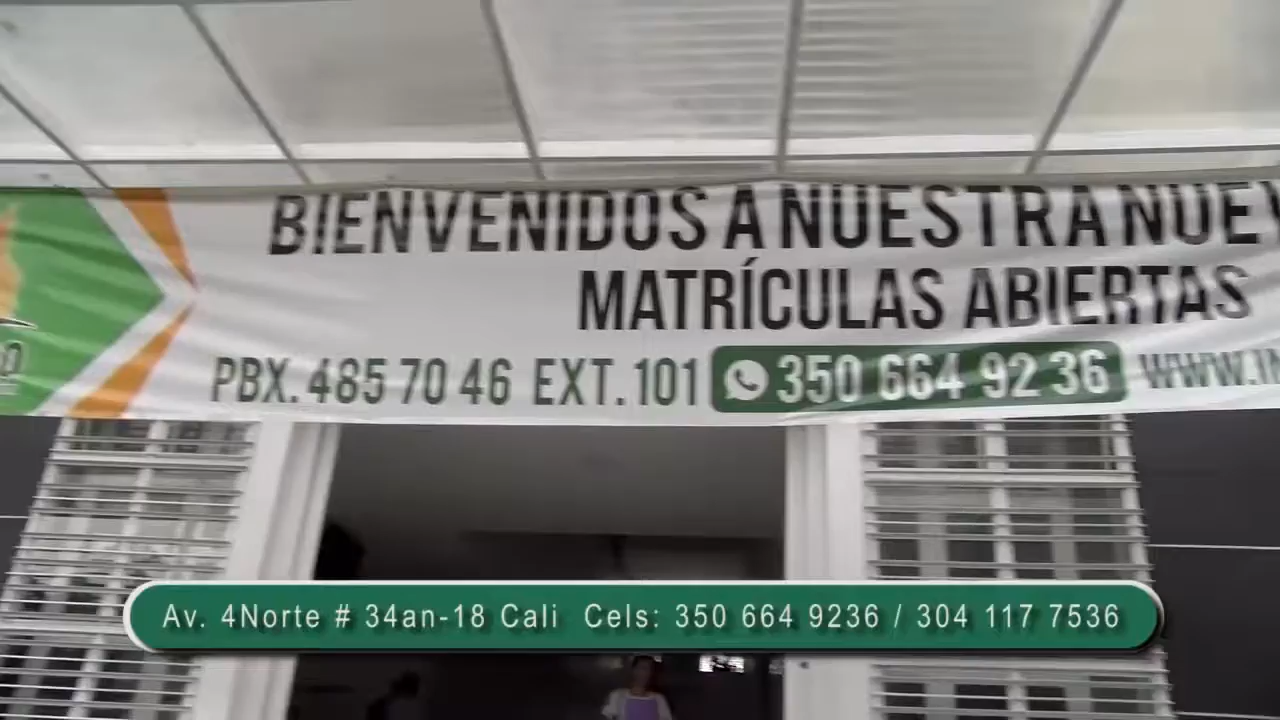 BIENVENIDOS A NUESTRA
MATRÍCULAS ABIERTAS
PBX. 485 70 46 EXT. 101 350 664 92 36
Av. 4Norte # 34an-18 Cali Cels: 350 664 9236 / 304 117 7536